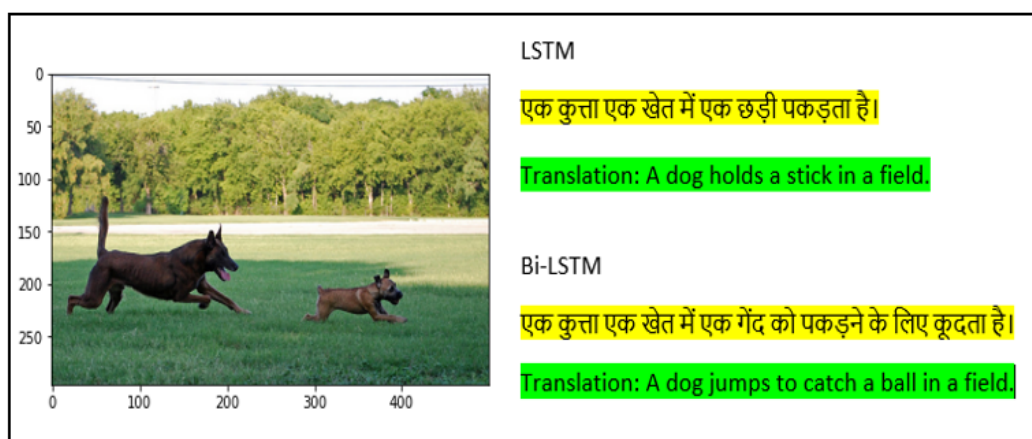 LSTM
एक कुत्ता एक खेत में एक छड़ी पकड़ता है।
Translation: A dog holds a stick in a field.
Bi-LSTM
एक कुत्ता एक खेत में एक गेंद को पकड़ने के लिए कूदता है।
Translation: A dog jumps to catch a ball in a field.
0
50
100
150
200
250
0 100 200 300 400